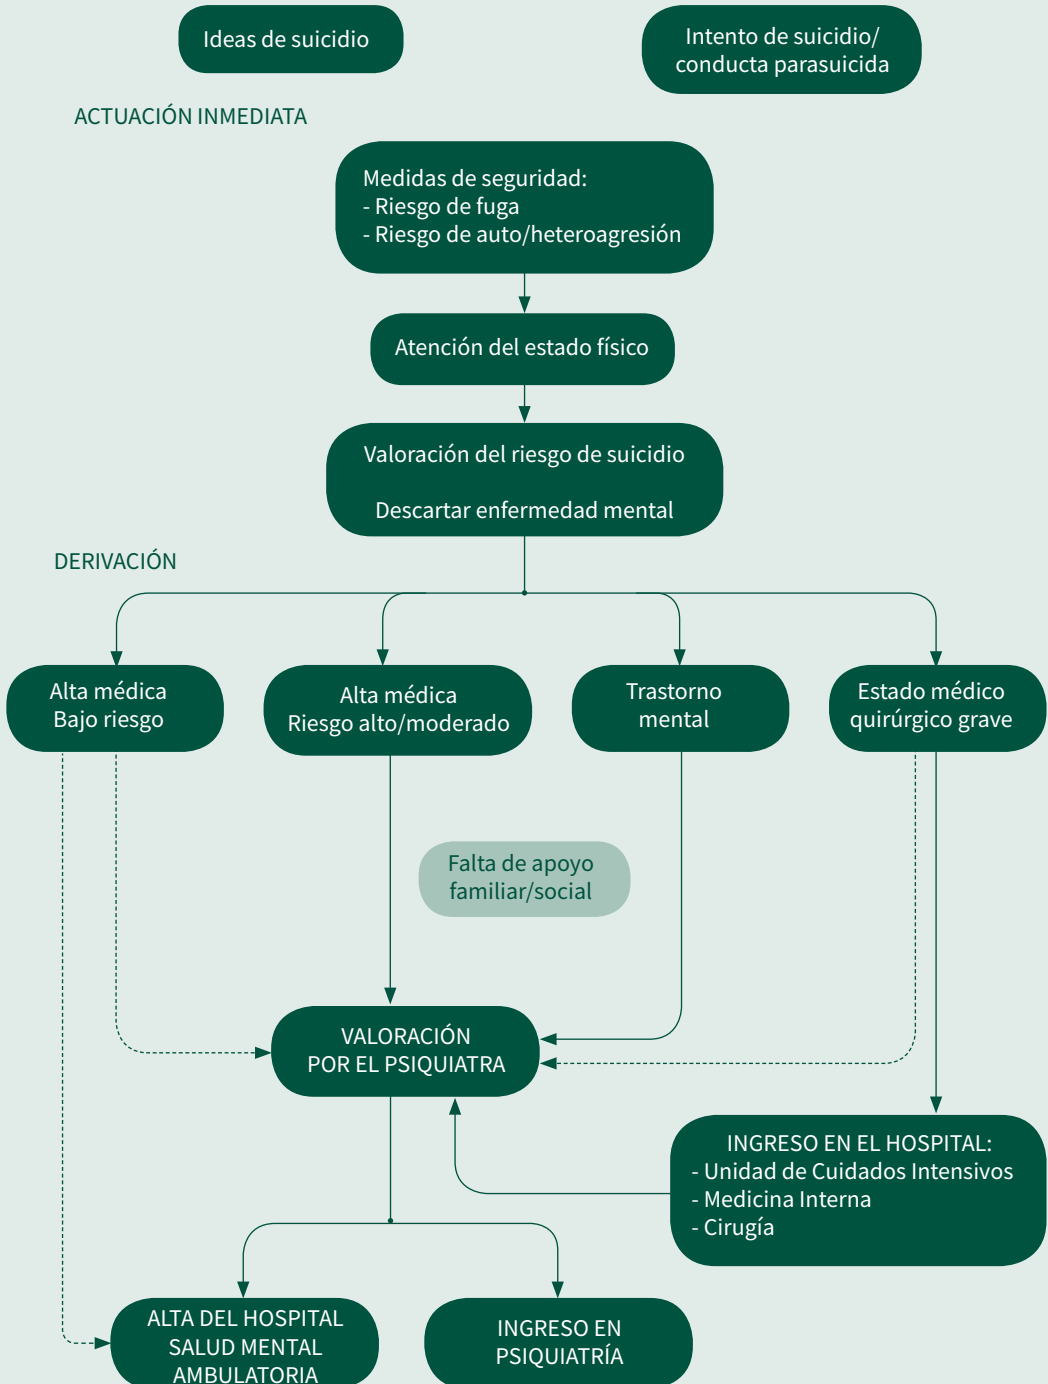 Ideas de suicidio
Intento de suicidio/
conducta parasuicida
ACTUACIÓN INMEDIATA
Medidas de seguridad:
- Riesgo de fuga
- Riesgo de auto/heteroagresión
Atención del estado físico
Valoración del riesgo de suicidio
Descartar enfermedad mental
DERIVACIÓN
Alta médica
Bajo riesgo
Alta médica
Riesgo alto/moderado
Trastorno
mental
Estado médico
quirúrgico grave
Falta de apoyo
familiar/social
VALORACIÓN
POR EL PSIQUIATRA
INGRESO EN EL HOSPITAL:
- Unidad de Cuidados Intensivos
- Medicina Interna
- Cirugía
ALTA DEL HOSPITAL
SALUD MENTAL
AMBULATORIA
INGRESO EN
PSIQUIATRÍA